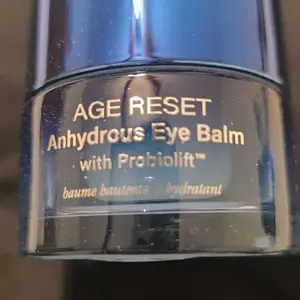 AGE RESET
Anhydrous Eye Balm
with Probiolift™
baume hydratant